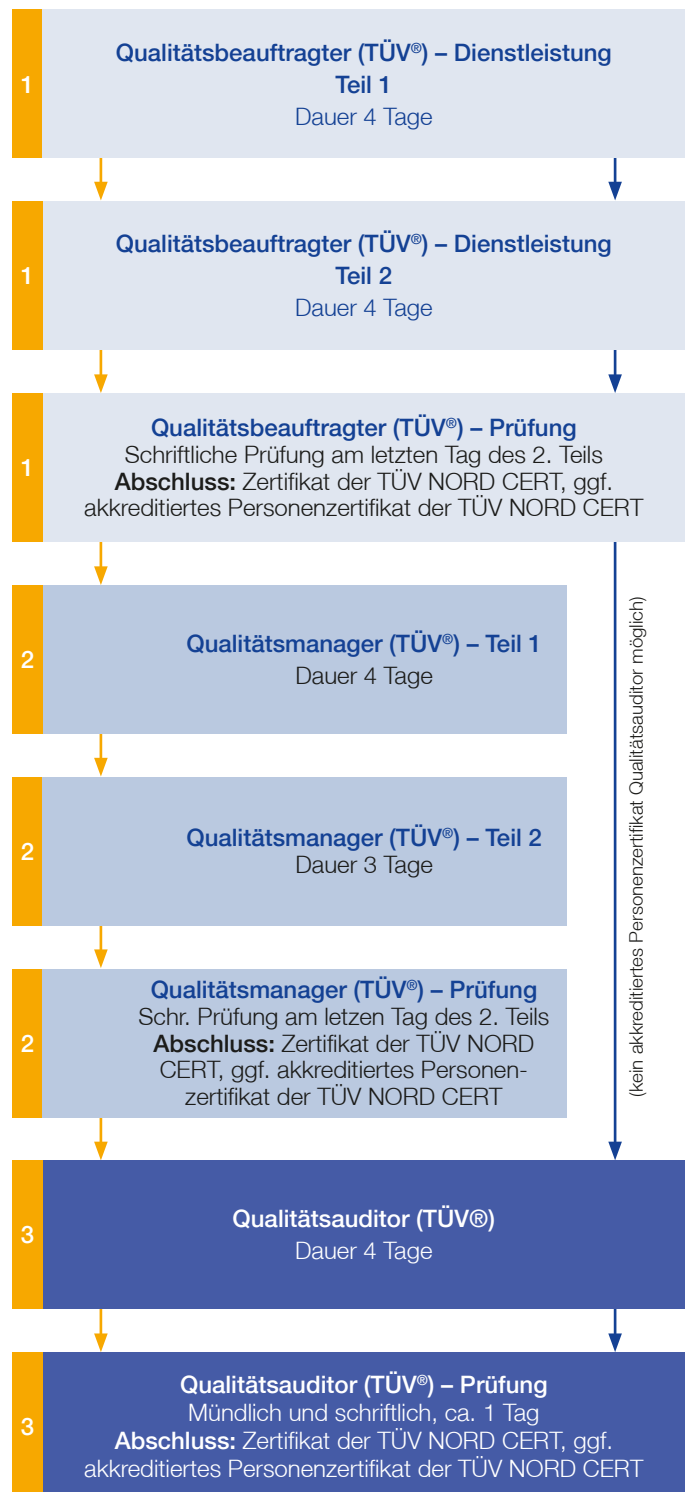 1
Qualitätsbeauftragter (TÜV®) – Dienstleistung
Teil 1
Dauer 4 Tage
1
Qualitätsbeauftragter (TÜV®) – Dienstleistung
Teil 2
Dauer 4 Tage
1
Qualitätsbeauftragter (TÜV®) – Prüfung
Schriftliche Prüfung am letzten Tag des 2. Teils
Abschluss: Zertifikat der TÜV NORD CERT, ggf.
akkreditiertes Personenzertifikat der TÜV NORD CERT
2
Qualitätsmanager (TÜV®) – Teil 1
Dauer 4 Tage
2
Qualitätsmanager (TÜV®) – Teil 2
Dauer 3 Tage
2
Qualitätsmanager (TÜV®) – Prüfung
Schr. Prüfung am letzen Tag des 2. Teils
Abschluss: Zertifikat der TÜV NORD
CERT, ggf. akkreditiertes Personen-
zertifikat der TÜV NORD CERT
(kein akkreditiertes Personenzertifikat Qualitätsauditor möglich)
3
Qualitätsauditor (TÜV®)
Dauer 4 Tage
3
Qualitätsauditor (TÜV®) – Prüfung
Mündlich und schriftlich, ca. 1 Tag
Abschluss: Zertifikat der TÜV NORD CERT, ggf.
akkreditiertes Personenzertifikat der TÜV NORD CERT